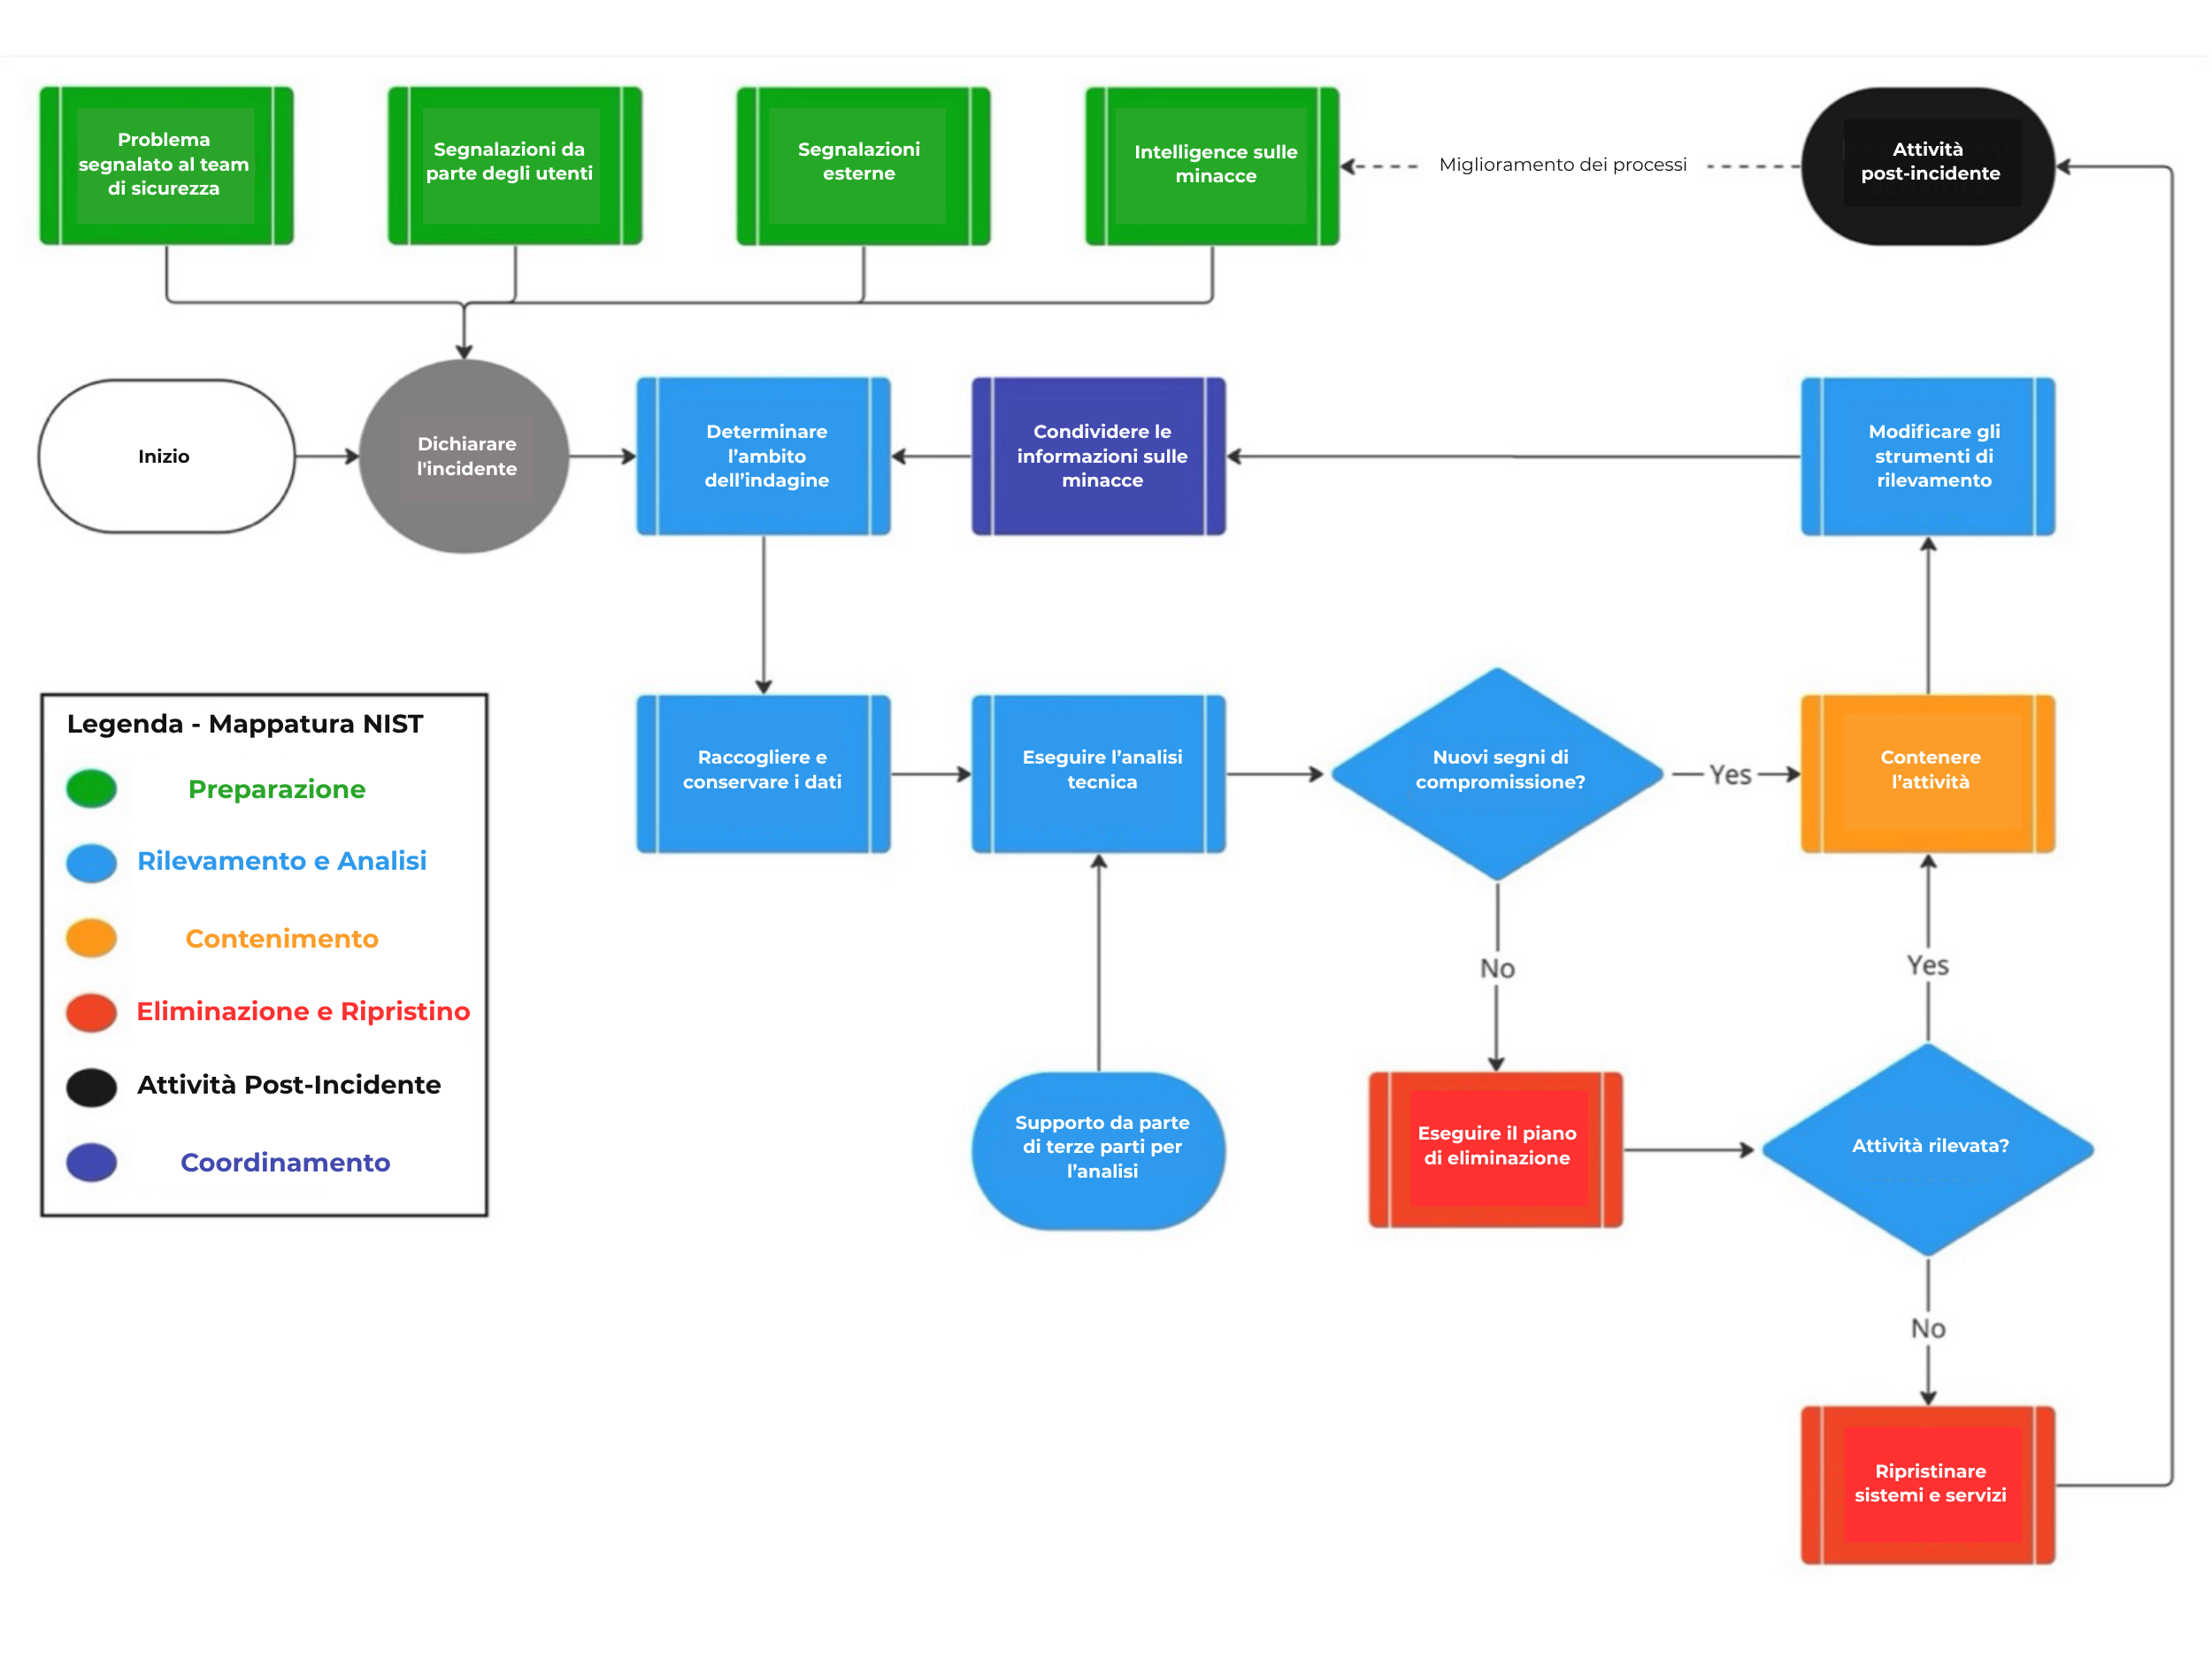 Problema
segnalato al team
di sicurezza
Segnalazioni da
parte degli utenti
Segnalazioni
esterne
Intelligence sulle
minacce
Miglioramento dei processi
Attività
post-incidente
Inizio
Dichiarare
l'incidente
Determinare
l’ambito
dell’indagine
Condividere le
informazioni sulle
minacce
Modificare gli
strumenti di
rilevamento
Legenda - Mappatura NIST
Preparazione
Rilevamento e Analisi
Contenimento
Eliminazione e Ripristino
Attività Post-Incidente
Coordinamento
Raccogliere e
conservare i dati
Eseguire l’analisi
tecnica
Nuovi segni di
compromissione?
Yes
Contenere
l’attività
No
Yes
Supporto da parte
di terze parti per
l’analisi
Eseguire il piano
di eliminazione
Attività rilevata?
No
Ripristinare
sistemi e servizi